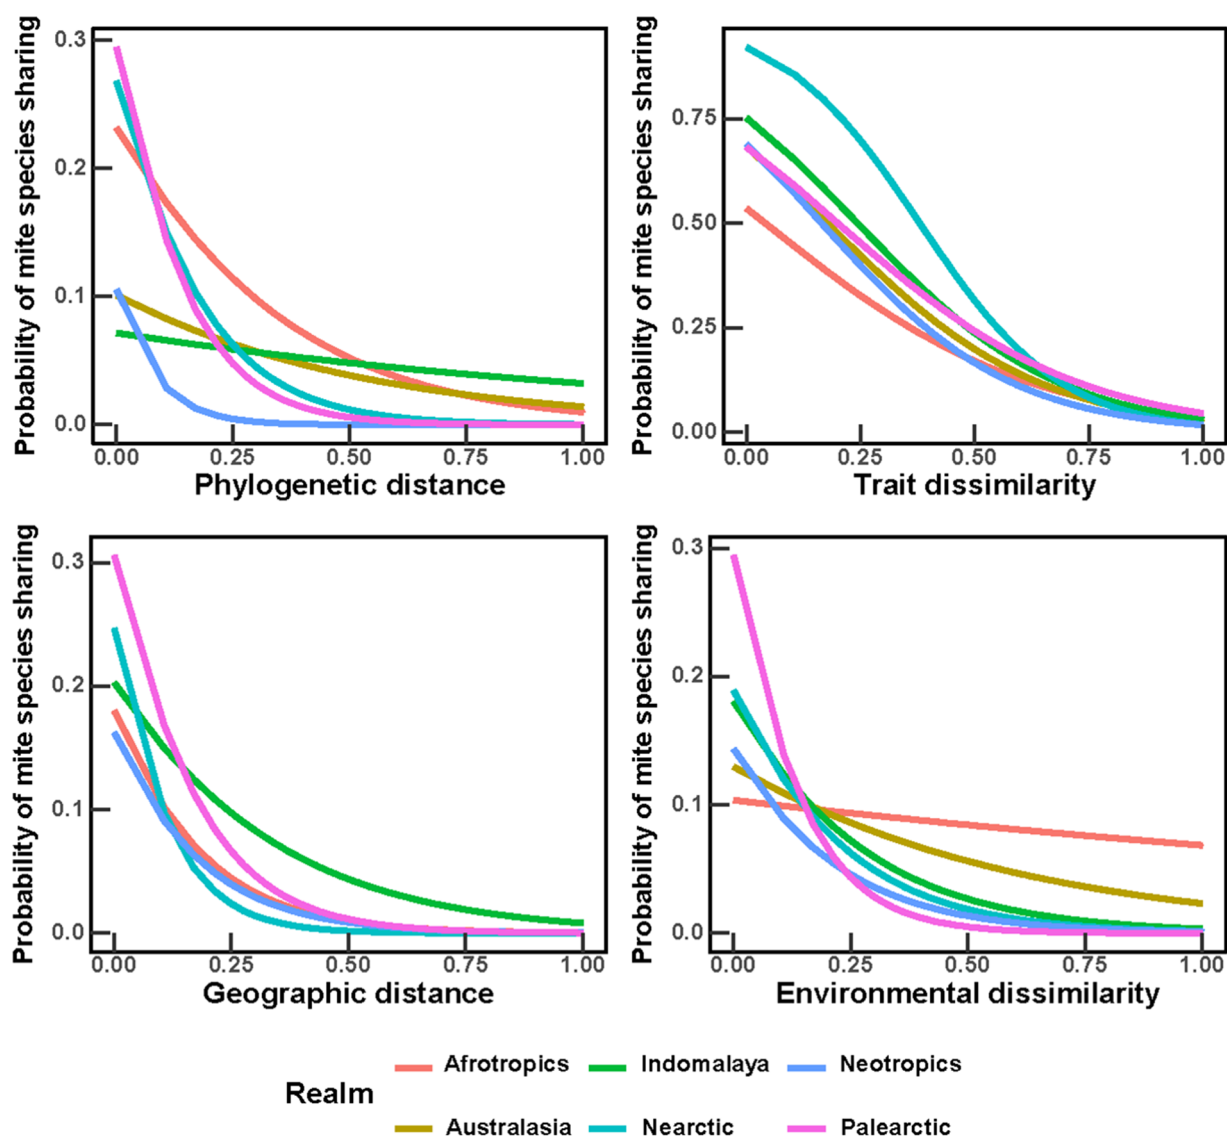 Probability of mite species sharing
0.3
0.2
0.1
0.0
0.00 0.25 0.50 0.75 1.00
Phylogenetic distance
Probability of mite species sharing
0.75
0.50
0.25
0.00
0.00 0.25 0.50 0.75 1.00
Trait dissimilarity
Probability of mite species sharing
0.3
0.2
0.1
0.0
0.00 0.25 0.50 0.75 1.00
Geographic distance
Probability of mite species sharing
0.3
0.2
0.1
0.0
0.00 0.25 0.50 0.75 1.00
Environmental dissimilarity
Realm
Afrotropics Indomalaya Neotropics
Australasia Nearctic Palearctic